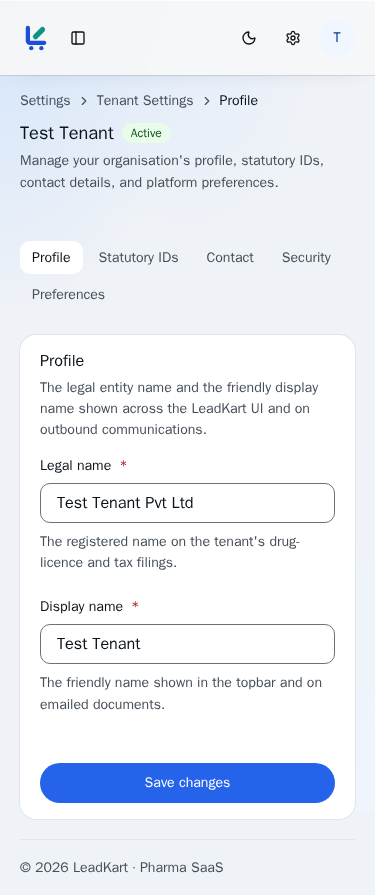 T
Settings > Tenant Settings > Profile
Test Tenant Active
Manage your organisation's profile, statutory IDs,
contact details, and platform preferences.
Profile Statutory IDs Contact Security
Preferences
Profile
The legal entity name and the friendly display
name shown across the LeadKart UI and on
outbound communications.
Legal name *
Test Tenant Pvt Ltd
The registered name on the tenant's drug-
licence and tax filings.
Display name *
Test Tenant
The friendly name shown in the topbar and on
emailed documents.
Save changes
© 2026 LeadKart · Pharma SaaS